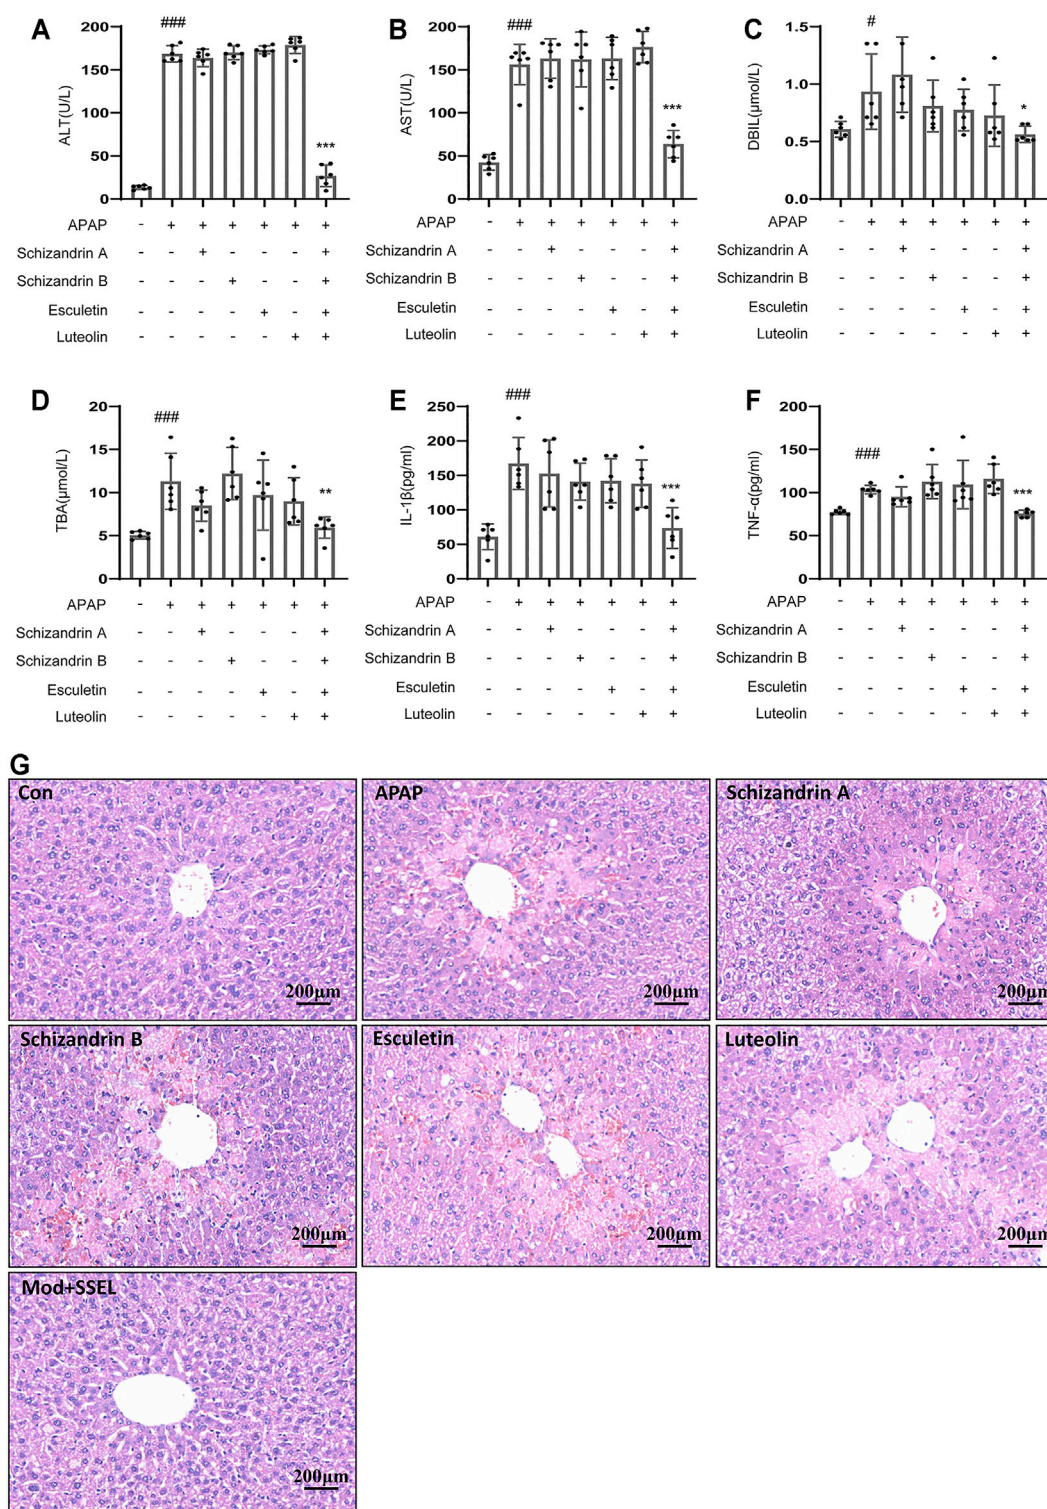 A
###
200
150
100
50
0
ALT(U/L)
***
APAP - + + + + + +
Schizandrin A - - + - - - +
Schizandrin B - - - + - - +
Esculetin - - - - + - +
Luteolin - - - - - + +
B
###
200
150
100
50
0
AST(U/L)
***
APAP - + + + + + +
Schizandrin A - - + - - - +
Schizandrin B - - - + - - +
Esculetin - - - - + - +
Luteolin - - - - - + +
C
#
1.5
1.0
0.5
0.0
DBIL(μmol/L)
*
APAP - + + + + + +
Schizandrin A - - + - - - +
Schizandrin B - - - + - - +
Esculetin - - - - + - +
Luteolin - - - - - + +
D
###
20
15
10
5
0
TBA(μmol/L)
**
APAP - + + + + + +
Schizandrin A - - + - - - +
Schizandrin B - - - + - - +
Esculetin - - - - + - +
Luteolin - - - - - + +
E
###
250
200
150
100
50
0
IL-1β(pg/ml)
***
APAP - + + + + + +
Schizandrin A - - + - - - +
Schizandrin B - - - + - - +
Esculetin - - - - + - +
Luteolin - - - - - + +
F
###
200
150
100
50
0
TNF-α(pg/ml)
***
APAP - + + + + + +
Schizandrin A - - + - - - +
Schizandrin B - - - + - - +
Esculetin - - - - + - +
Luteolin - - - - - + +
G
Con
200μm
APAP
200μm
Schizandrin A
200μm
Schizandrin B
200μm
Esculetin
200μm
Luteolin
200μm
Mod+SSEL
200μm